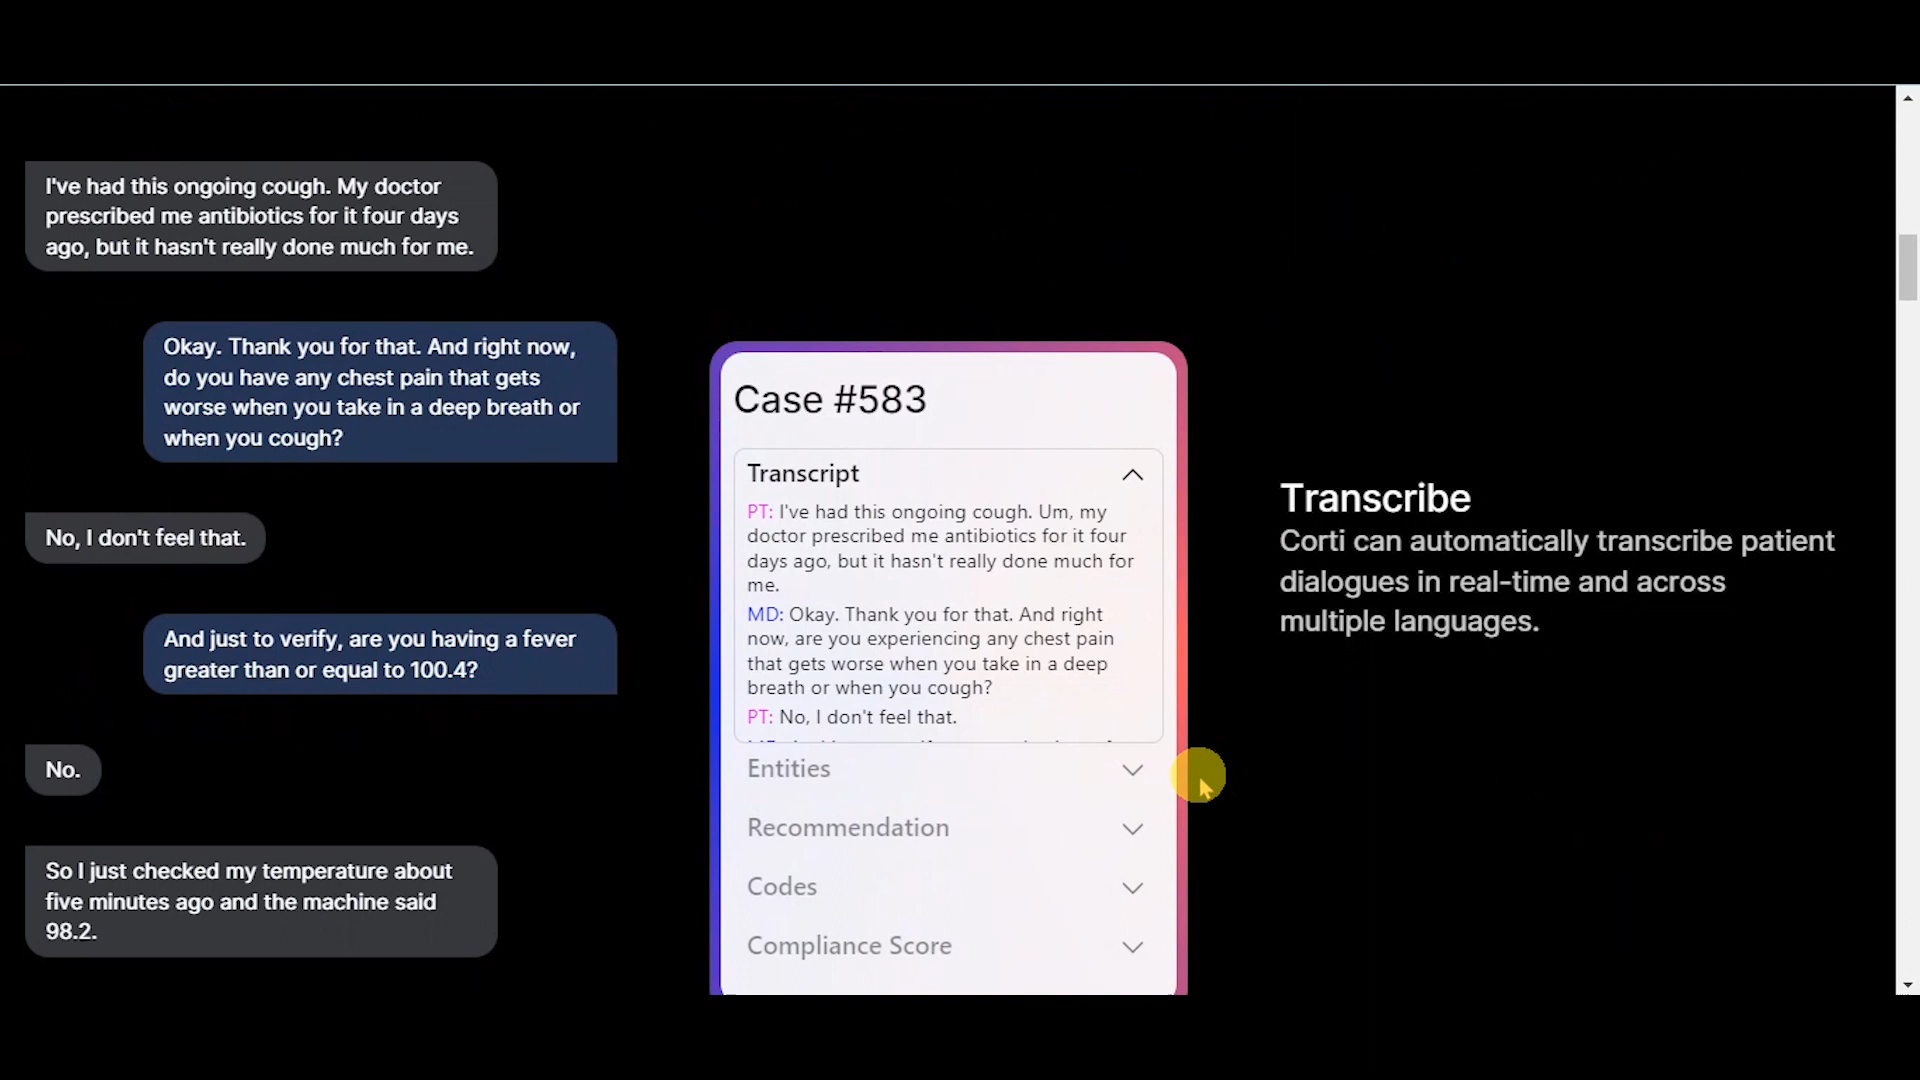 I've had this ongoing cough. My doctor
prescribed me antibiotics for it four days
ago, but it hasn't really done much for me.
Okay. Thank you for that. And right now,
do you have any chest pain that gets
worse when you take in a deep breath or
when you cough?
No, I don't feel that.
And just to verify, are you having a fever
greater than or equal to 100.4?
No.
So I just checked my temperature about
five minutes ago and the machine said
98.2.
Case #583
Transcript
PT: I've had this ongoing cough. Um, my
doctor prescribed me antibiotics for it four
days ago, but it hasn't really done much for
me.
MD: Okay. Thank you for that. And right
now, are you experiencing any chest pain
that gets worse when you take in a deep
breath or when you cough?
PT: No, I don't feel that.
Entities
Recommendation
Codes
Compliance Score
Transcribe
Corti can automatically transcribe patient
dialogues in real-time and across
multiple languages.